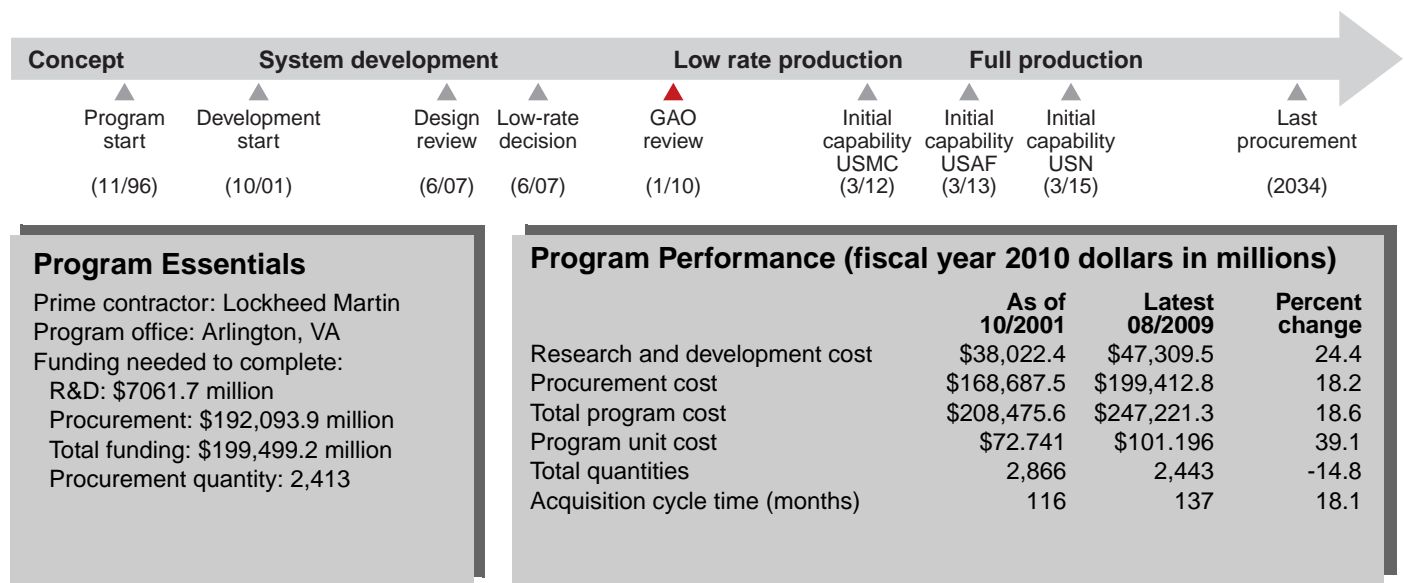 Concept System development Low rate production Full production
Program Development Design Low-rate GAO Initial Initial Initial Last
start start review decision review capability capability capability procurement
USMC USAF USN
(11/96) (10/01) (6/07) (6/07) (1/10) (3/12) (3/13) (3/15) (2034)
Program Essentials
Prime contractor: Lockheed Martin
Program office: Arlington, VA
Funding needed to complete:
R&D: $7061.7 million
Procurement: $192,093.9 million
Total funding: $199,499.2 million
Procurement quantity: 2,413
Program Performance (fiscal year 2010 dollars in millions)
As of Latest Percent
10/2001 08/2009 change
Research and development cost $38,022.4 $47,309.5 24.4
Procurement cost $168,687.5 $199,412.8 18.2
Total program cost $208,475.6 $247,221.3 18.6
Program unit cost $72.741 $101.196 39.1
Total quantities 2,866 2,443 -14.8
Acquisition cycle time (months) 116 137 18.1